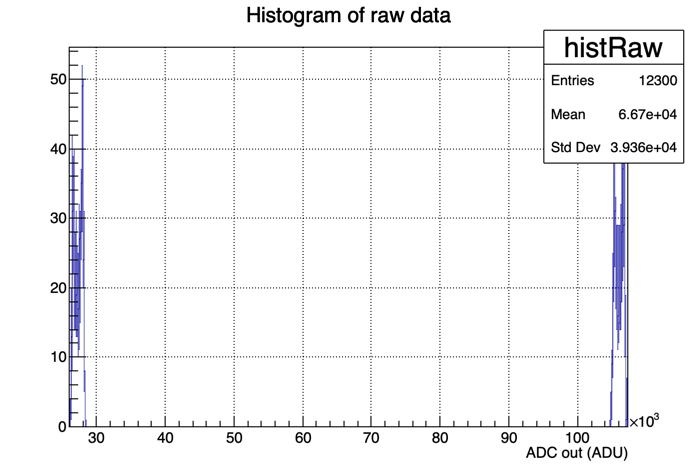 Histogram of raw data
histRaw
Entries 12300
Mean 6.67e+04
Std Dev 3.936e+04
50
40
30
20
10
0
30 40 50 60 70 80 90 100 ×10³
ADC out (ADU)